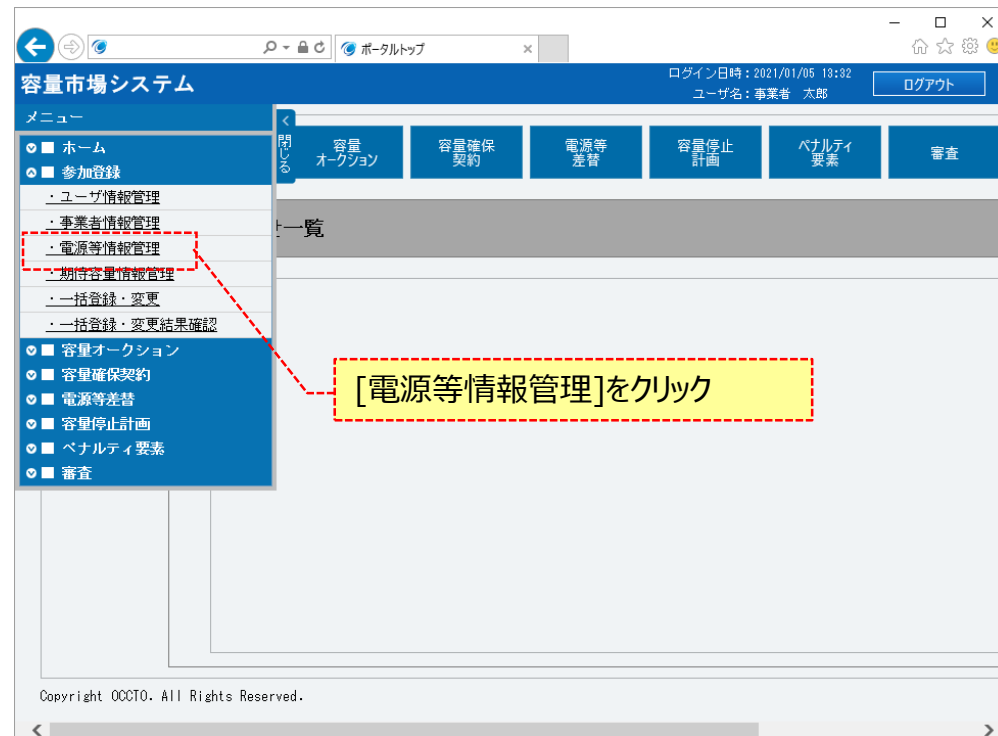 ポータルトップ
容量市場システム
ログイン日時：2021/01/05 13:32
ユーザ名：事業者 太郎
ログアウト
メニュー
閉じる
容量
オークション
容量確保
契約
電源等
差替
容量停止
計画
ペナルティ
要素
審査
ホーム
参加登録
・ユーザ情報管理
・事業者情報管理
・電源等情報管理
・期待容量情報管理
・一括登録・変更
・一括登録・変更結果確認
容量オークション
容量確保契約
電源等差替
容量停止計画
ペナルティ要素
審査
一覧
[電源等情報管理]をクリック
Copyright OCCTO. All Rights Reserved.